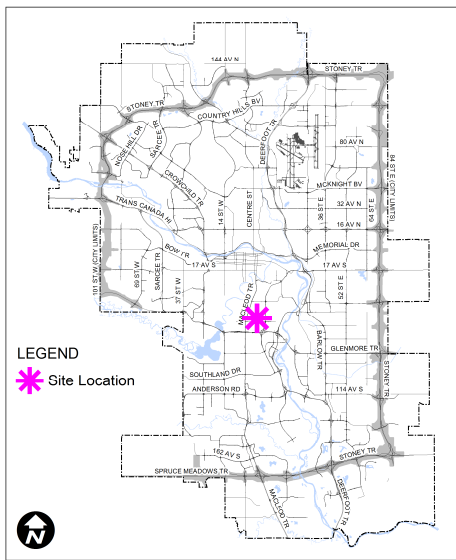 144 AV N
STONEY TR
STONEY TR
COUNTRY HILLS BV
NOSE HILL DR
SARCEE TR
DEERFOOT TR
80 AV N
CROWCHILD TR
14 ST W
CENTRE ST
MCKNIGHT BV
36 ST E
32 AV N
16 AV N
84 ST E (CITY LIMITS)
64 ST E
TRANS CANADA HI
101 ST W (CITY LIMITS)
BOW TR
17 AV S
MEMORIAL DR
17 AV S
69 ST W
SARCEE TR
37 ST W
52 ST E
MACLEOD TR
BARLOW TR
GLENMORE TR
LEGEND
Site Location
SOUTHLAND DR
ANDERSON RD
114 AV S
STONEY TR
162 AV S
STONEY TR
SPRUCE MEADOWS TR
MACLEOD TR
DEERFOOT TR
N